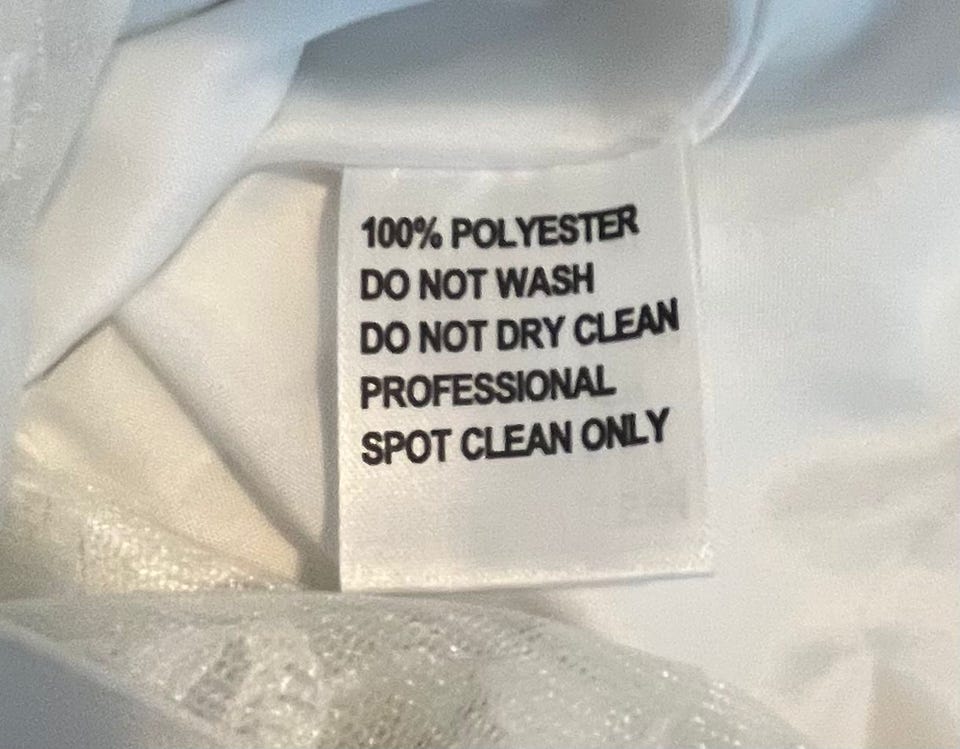 100% POLYESTER
DO NOT WASH
DO NOT DRY CLEAN
PROFESSIONAL
SPOT CLEAN ONLY